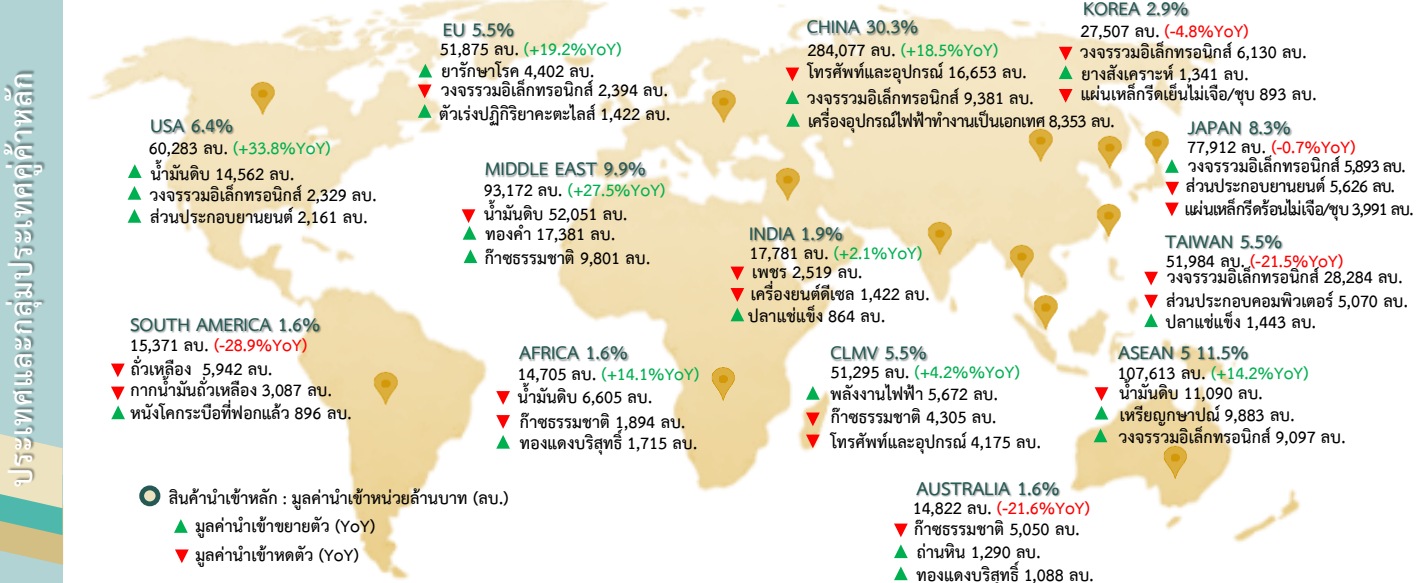 ประเทศและกลุ่มประเทศคู่ค้าหลัก
USA 6.4%
60,283 ลบ. (+33.8%YoY)
▲ น้ำมันดิบ 14,562 ลบ.
▲ วงจรรวมอิเล็กทรอนิกส์ 2,329 ลบ.
▲ ส่วนประกอบยานยนต์ 2,161 ลบ.
EU 5.5%
51,875 ลบ. (+19.2%YoY)
▲ ยารักษาโรค 4,402 ลบ.
▼ วงจรรวมอิเล็กทรอนิกส์ 2,394 ลบ.
▲ ตัวเร่งปฏิกิริยาคะตะไลส์ 1,422 ลบ.
CHINA 30.3%
284,077 ลบ. (+18.5%YoY)
▼ โทรศัพท์และอุปกรณ์ 16,653 ลบ.
▲ วงจรรวมอิเล็กทรอนิกส์ 9,381 ลบ.
▲ เครื่องอุปกรณ์ไฟฟ้าทำงานเป็นเอกเทศ 8,353 ลบ.
KOREA 2.9%
27,507 ลบ. (-4.8%YoY)
▼ วงจรรวมอิเล็กทรอนิกส์ 6,130 ลบ.
▲ ยางสังเคราะห์ 1,341 ลบ.
▼ แผ่นเหล็กรีดเย็นไม่เจือ/ชุบ 893 ลบ.
JAPAN 8.3%
77,912 ลบ. (-0.7%YoY)
▲ วงจรรวมอิเล็กทรอนิกส์ 5,893 ลบ.
▼ ส่วนประกอบยานยนต์ 5,626 ลบ.
▼ แผ่นเหล็กรีดร้อนไม่เจือ/ชุบ 3,991 ลบ.
MIDDLE EAST 9.9%
93,172 ลบ. (+27.5%YoY)
▼ น้ำมันดิบ 52,051 ลบ.
▲ ทองคำ 17,381 ลบ.
▲ ก๊าซธรรมชาติ 9,801 ลบ.
INDIA 1.9%
17,781 ลบ. (+2.1%YoY)
▼ เพชร 2,519 ลบ.
▼ เครื่องยนต์ดีเซล 1,422 ลบ.
▲ ปลาแช่แข็ง 864 ลบ.
TAIWAN 5.5%
51,984 ลบ. (-21.5%YoY)
▼ วงจรรวมอิเล็กทรอนิกส์ 28,284 ลบ.
▼ ส่วนประกอบคอมพิวเตอร์ 5,070 ลบ.
▲ ปลาแช่แข็ง 1,443 ลบ.
SOUTH AMERICA 1.6%
15,371 ลบ. (-28.9%YoY)
▼ ถั่วเหลือง 5,942 ลบ.
▼ กากน้ำมันถั่วเหลือง 3,087 ลบ.
▲ หนังโคกระบือที่ฟอกแล้ว 896 ลบ.
AFRICA 1.6%
14,705 ลบ. (+14.1%YoY)
▼ น้ำมันดิบ 6,605 ลบ.
▼ ก๊าซธรรมชาติ 1,894 ลบ.
▲ ทองแดงบริสุทธิ์ 1,715 ลบ.
CLMV 5.5%
51,295 ลบ. (+4.2%%YoY)
▲ พลังงานไฟฟ้า 5,672 ลบ.
▼ ก๊าซธรรมชาติ 4,305 ลบ.
▼ โทรศัพท์และอุปกรณ์ 4,175 ลบ.
ASEAN 5 11.5%
107,613 ลบ. (+14.2%YoY)
▼ น้ำมันดิบ 11,090 ลบ.
▲ เหรียญกษาปณ์ 9,883 ลบ.
▲ วงจรรวมอิเล็กทรอนิกส์ 9,097 ลบ.
AUSTRALIA 1.6%
14,822 ลบ. (-21.6%YoY)
▼ ก๊าซธรรมชาติ 5,050 ลบ.
▲ ถ่านหิน 1,290 ลบ.
▲ ทองแดงบริสุทธิ์ 1,088 ลบ.
สินค้านำเข้าหลัก : มูลค่านำเข้าหน่วยล้านบาท (ลบ.)
▲ มูลค่านำเข้าขยายตัว (YoY)
▼ มูลค่านำเข้าหดตัว (YoY)